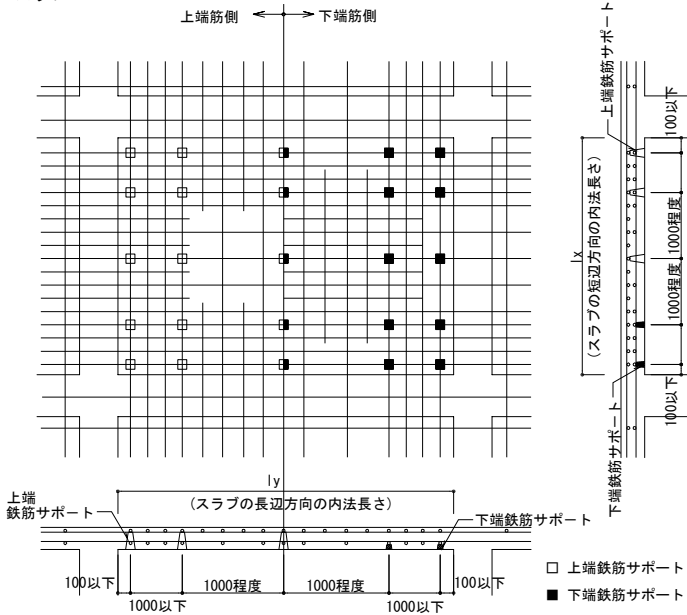 上端筋側
下端筋側
上端鉄筋サポート
100以下
1000程度
1000程度
100以下
lx
(スラブの短辺方向の内法長さ)
下端鉄筋サポート
ly
(スラブの長辺方向の内法長さ)
上端
鉄筋サポート
下端鉄筋サポート
100以下
1000以下
1000程度
1000程度
1000以下
100以下
□ 上端鉄筋サポート
■ 下端鉄筋サポート